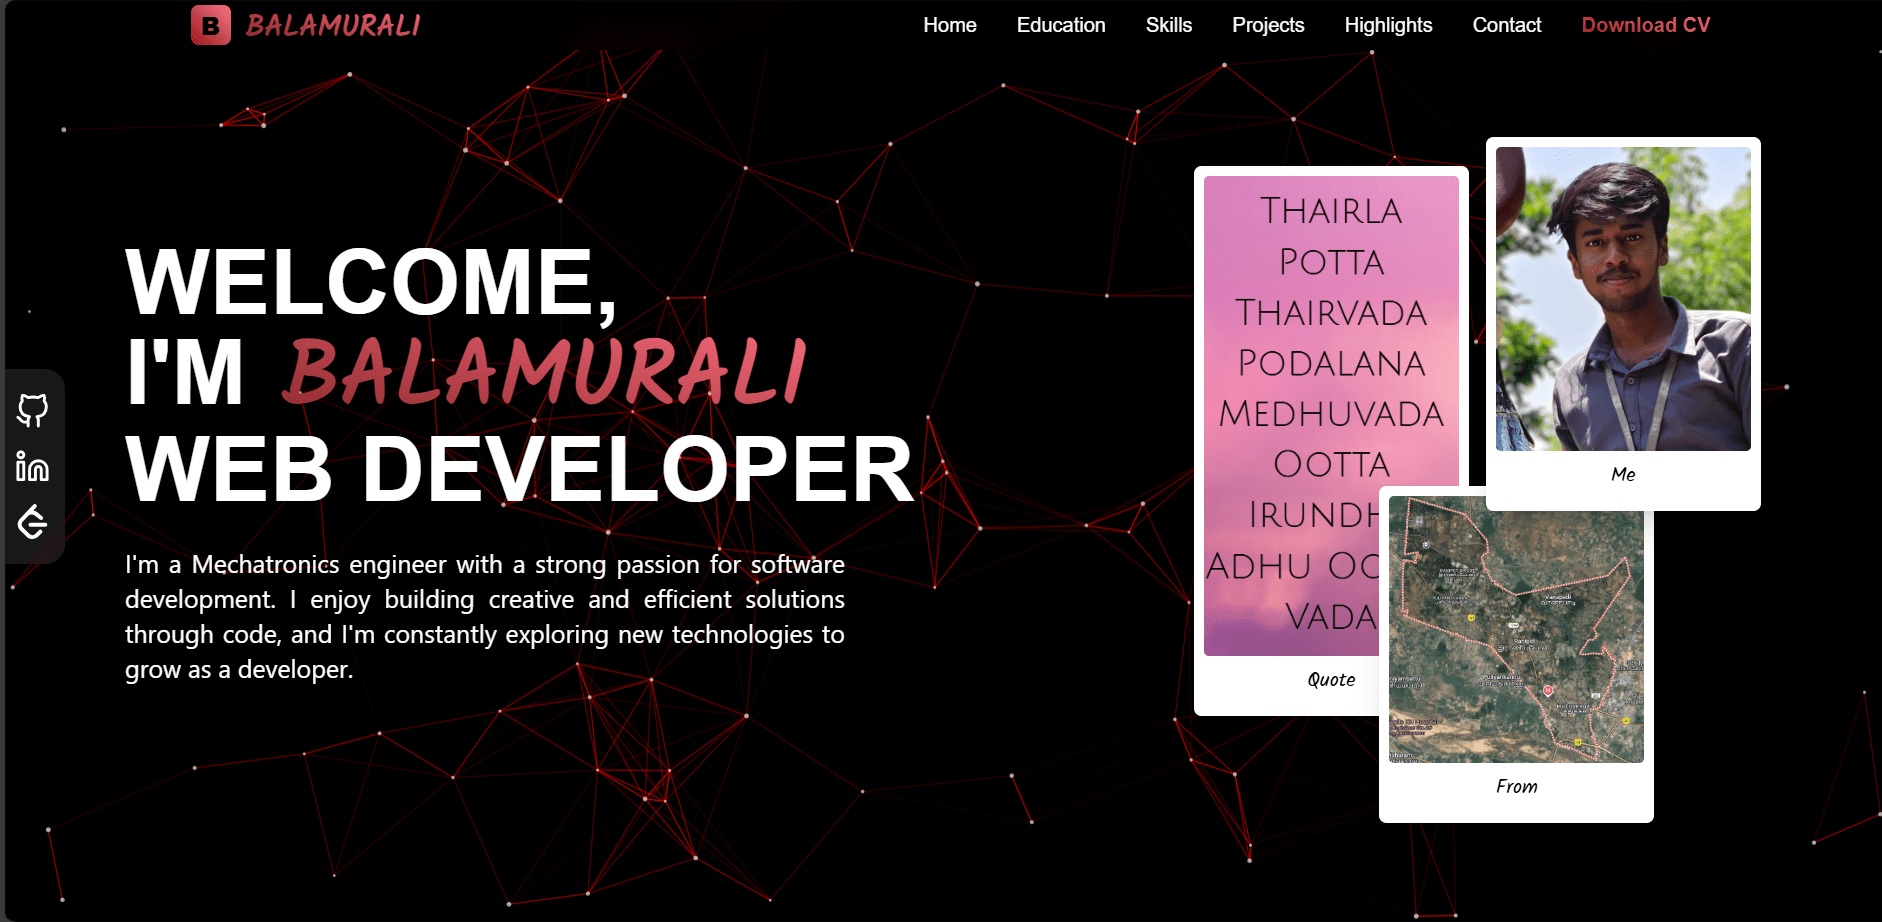 B BALAMURALI
Home Education Skills Projects Highlights Contact Download CV
WELCOME,
I'M BALAMURALI
WEB DEVELOPER
I'm a Mechatronics engineer with a strong passion for software
development. I enjoy building creative and efficient solutions
through code, and I'm constantly exploring new technologies to
grow as a developer.
THAIRLA
POTTA
THAIRVADA
PODALANA
MEDHUVADA
OOTTA
ADHU
VADA
Quote
Me
Vanapadi
Ranipet
From